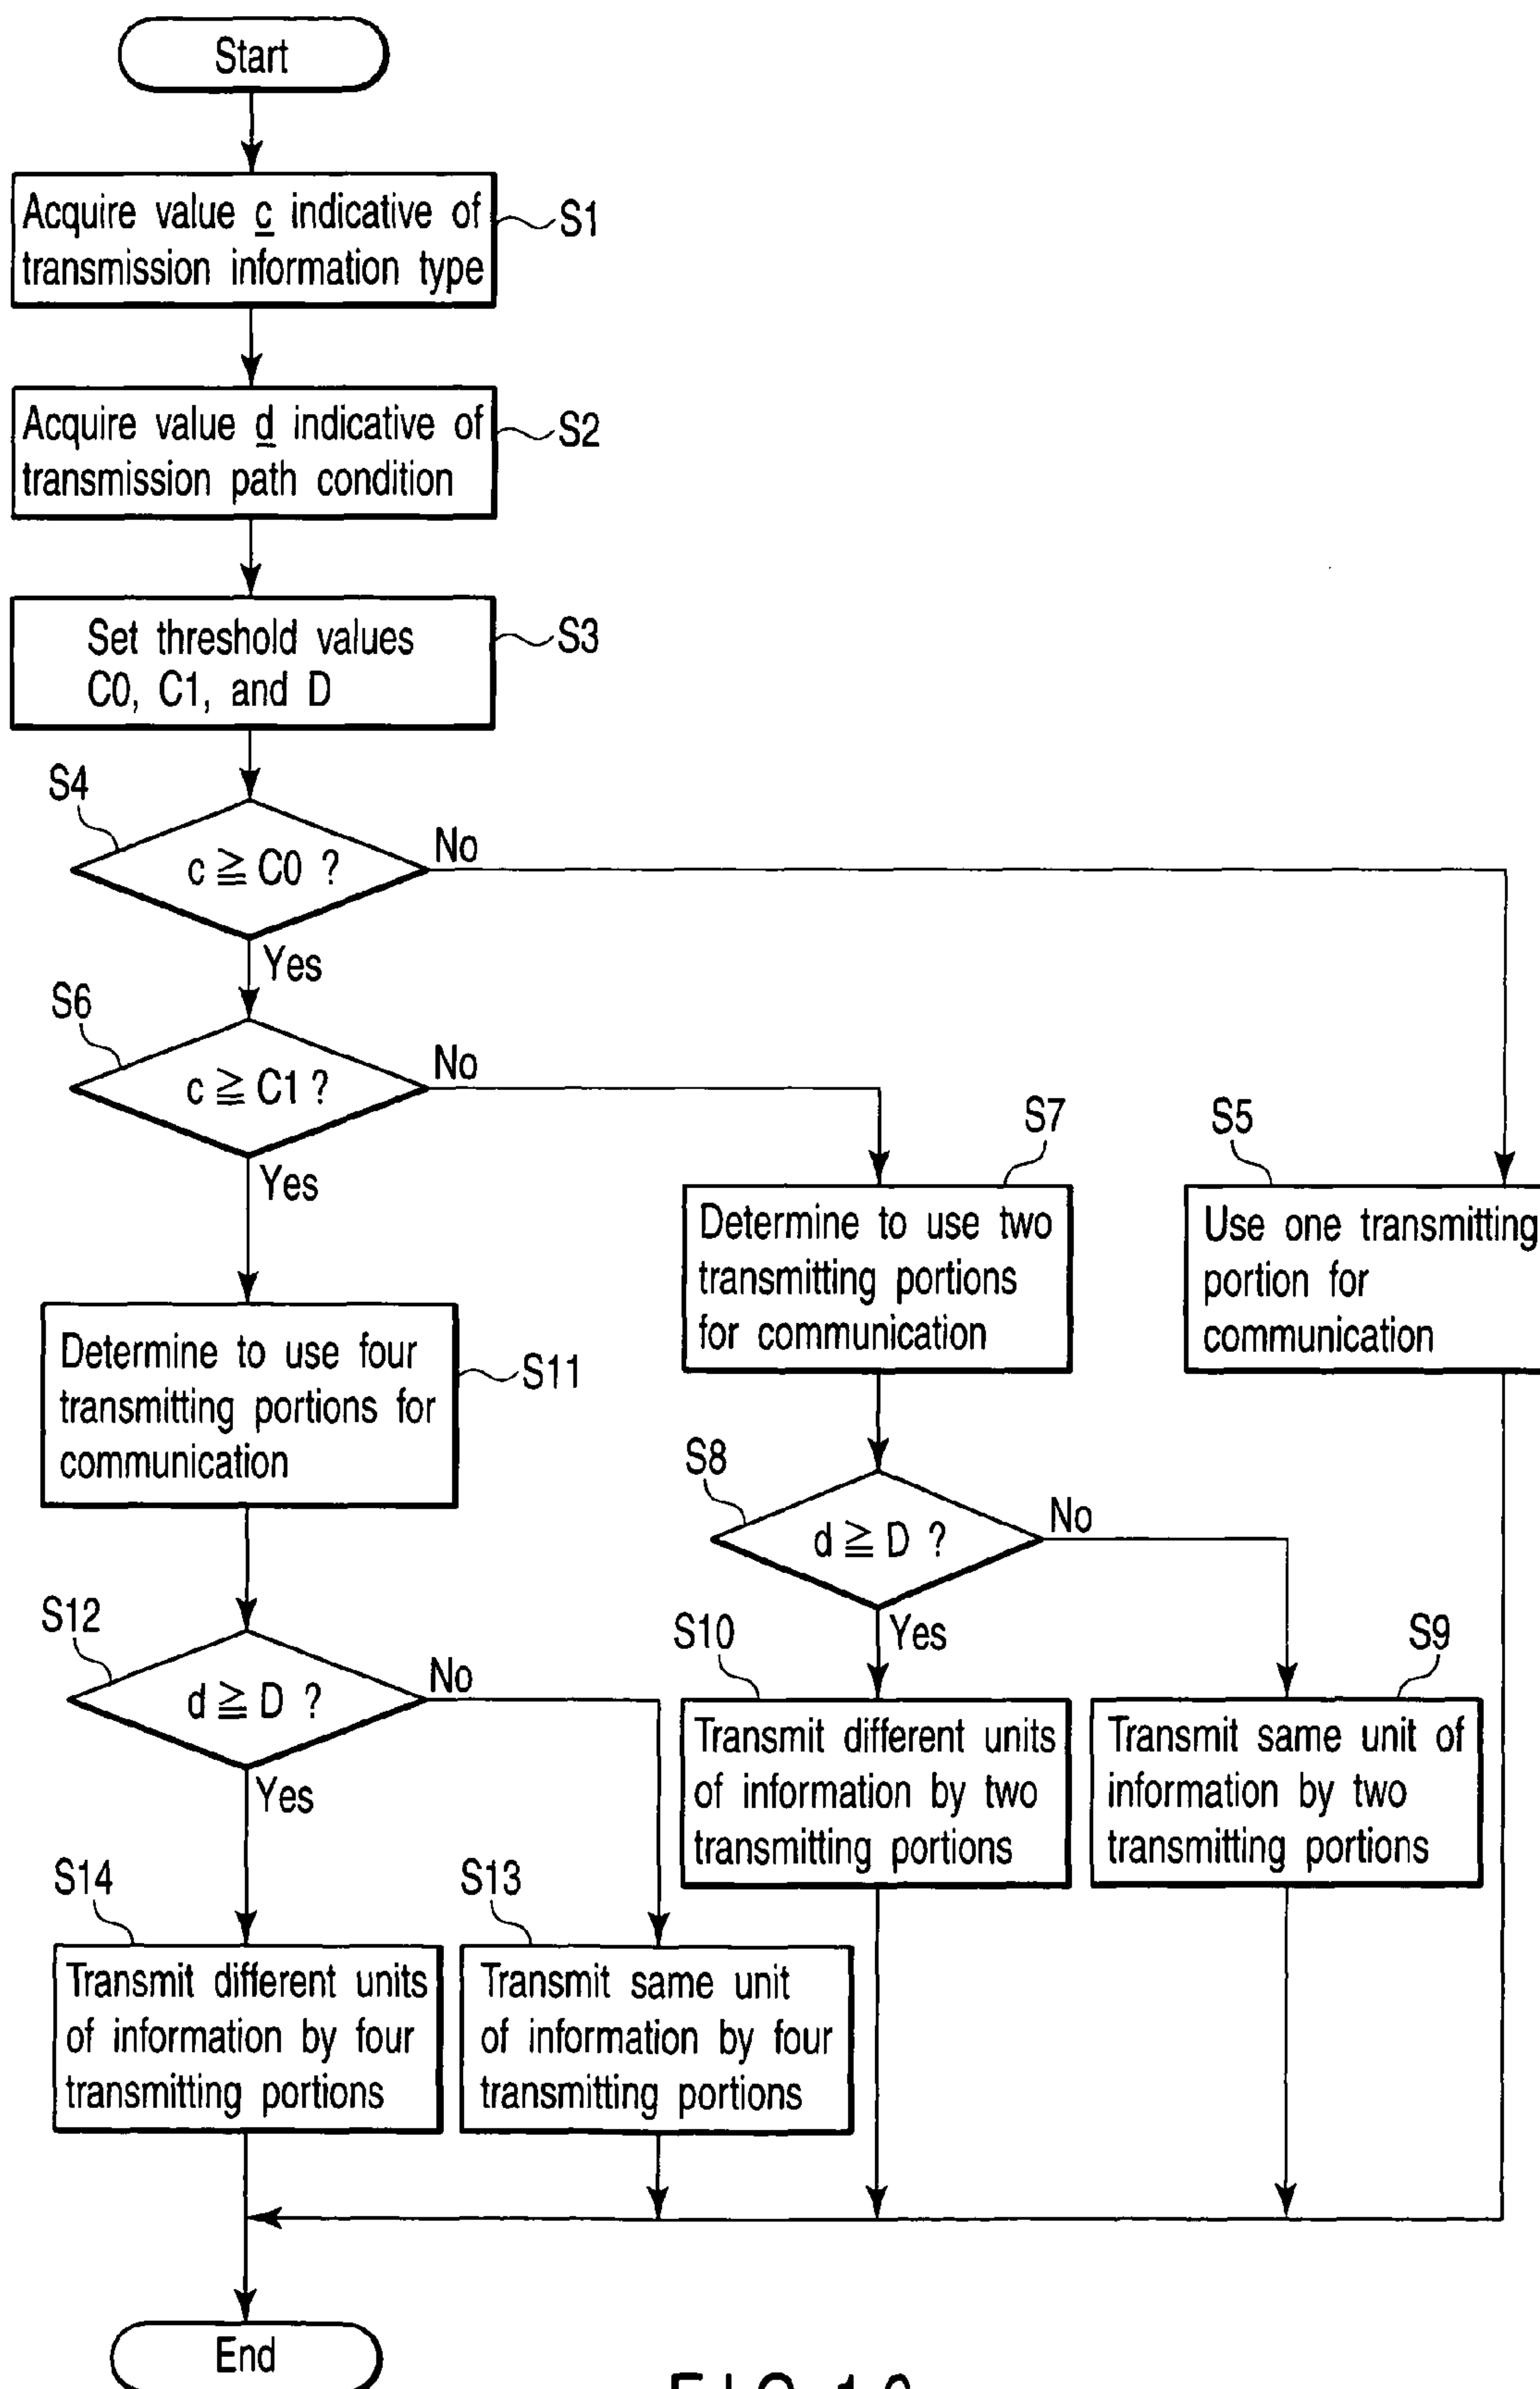 Start
Acquire value c indicative of
transmission information type
S1
Acquire value d indicative of
transmission path condition
S2
Set threshold values
C0, C1, and D
S3
S4
c ≧ C0 ?
No
Yes
S6
c ≧ C1 ?
No
Yes
S7
Determine to use two
transmitting portions
for communication
S5
Use one transmitting
portion for
communication
Determine to use four
transmitting portions for
communication
S11
S8
d ≧ D ?
No
Yes
S12
d ≧ D ?
No
Yes
S10
Transmit different units
of information by two
transmitting portions
S9
Transmit same unit of
information by two
transmitting portions
S14
Transmit different units
of information by four
transmitting portions
S13
Transmit same unit
of information by four
transmitting portions
End